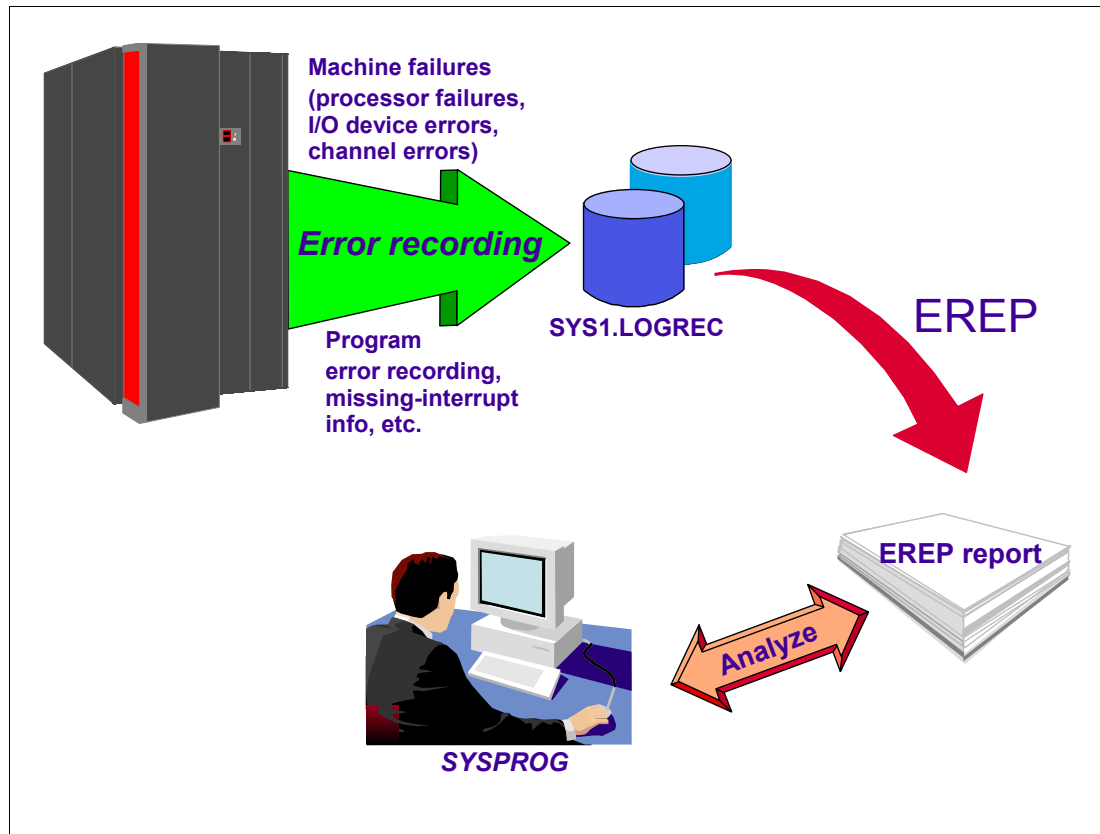 Machine failures
(processor failures,
I/O device errors,
channel errors)
Error recording
Program
error recording,
missing-interrupt
info, etc.
SYS1.LOGREC
EREP
EREP report
Analyze
SYSPROG